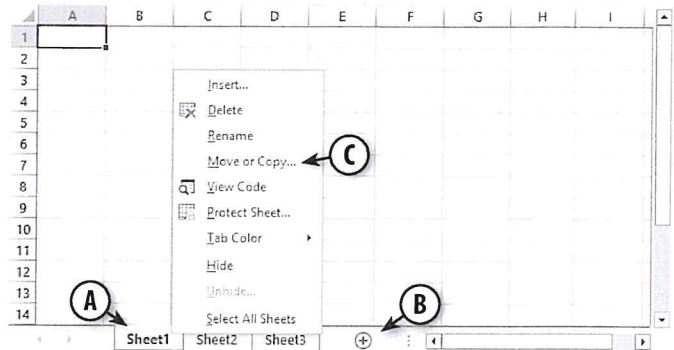 A B C D E F G H I
1
2
3 Insert...
4 Delete
5
6 Rename
7 Move or Copy... C
8 View Code
9 Protect Sheet...
10 Tab Color
11
12 Hide
13 A Unhide... B
14 Select All Sheets
Sheet1 Sheet2 Sheet3